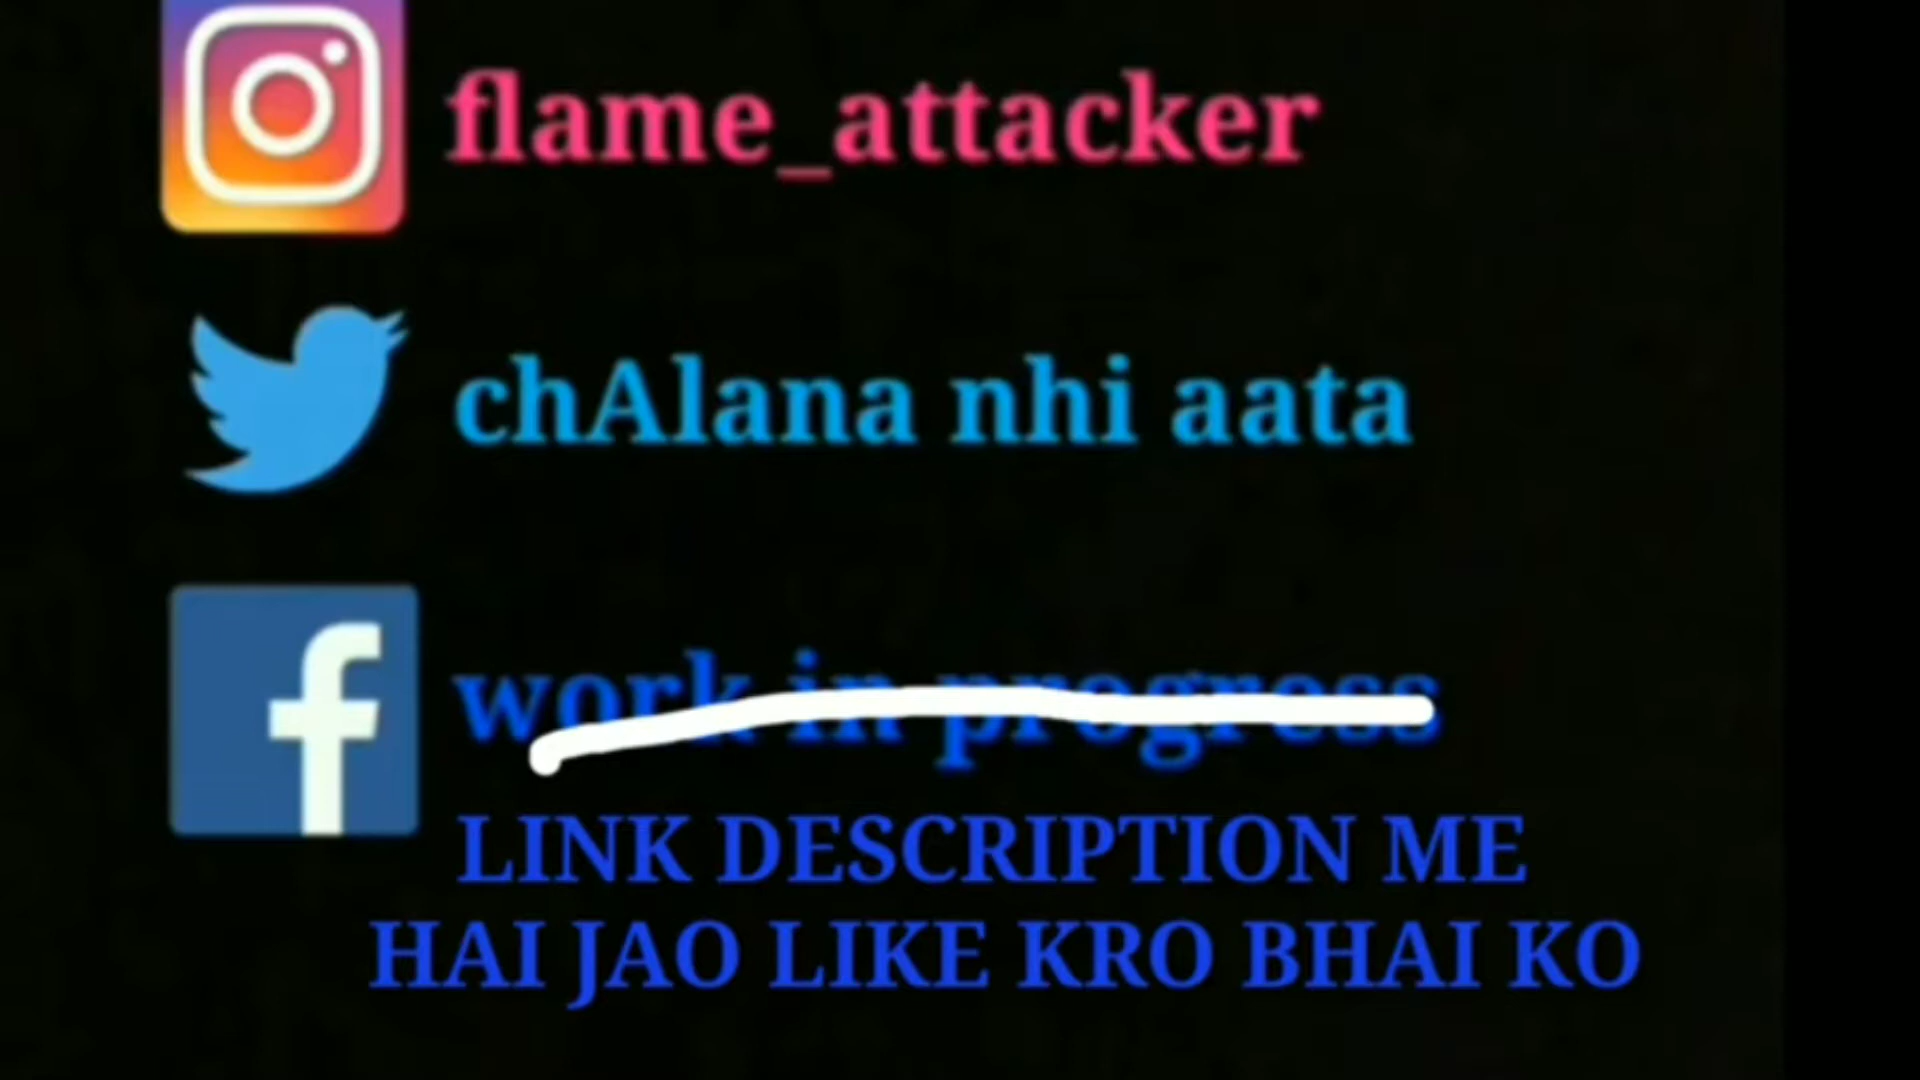 flame_attacker
chAlana nhi aata
work in progress
LINK DESCRIPTION ME
HAI JAO LIKE KRO BHAI KO